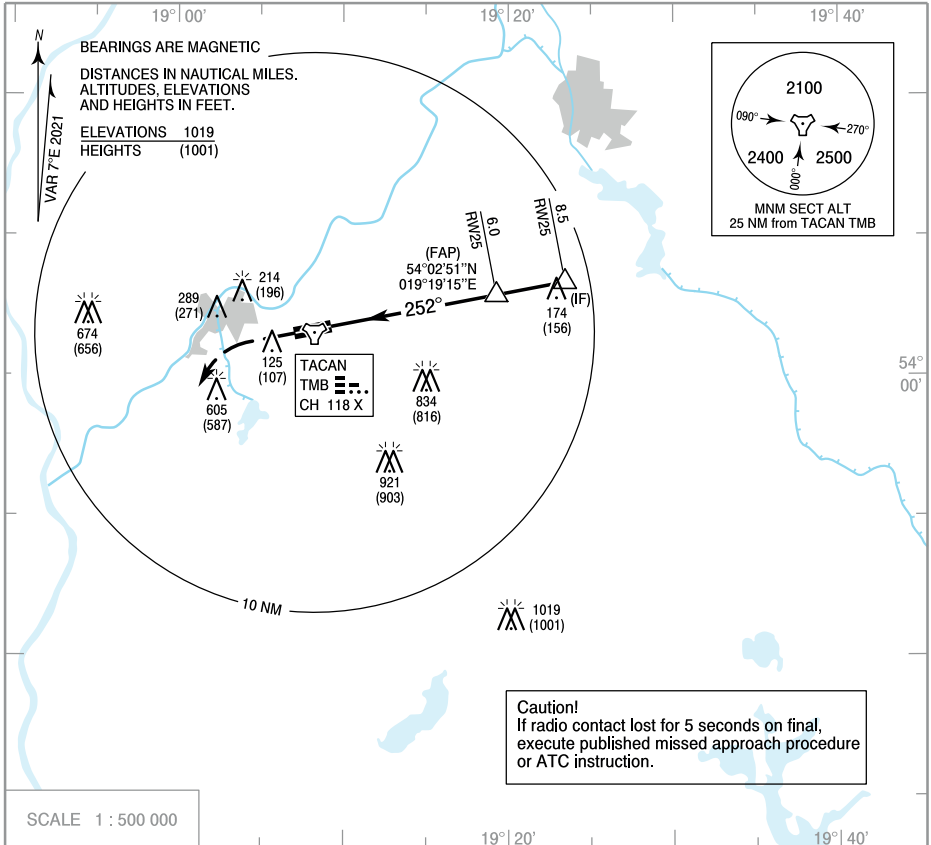 19° 00'
19° 20'
19° 40'
N
VAR 7°E 2021
BEARINGS ARE MAGNETIC
DISTANCES IN NAUTICAL MILES.
ALTITUDES, ELEVATIONS
AND HEIGHTS IN FEET.
ELEVATIONS 1019
HEIGHTS (1001)
2100
090°
270°
2400
2500
000°
MNM SECT ALT
25 NM from TACAN TMB
6.0
RW25
8.5
RW25
(FAP)
54°02'51"N
019°19'15"E
252°
(IF)
174
(156)
214
(196)
289
(271)
674
(656)
125
(107)
605
(587)
TACAN
TMB
CH 118 X
834
(816)
921
(903)
54°
00'
10 NM
1019
(1001)
Caution!
If radio contact lost for 5 seconds on final,
execute published missed approach procedure
or ATC instruction.
SCALE 1 : 500 000
19° 20'
19° 40'